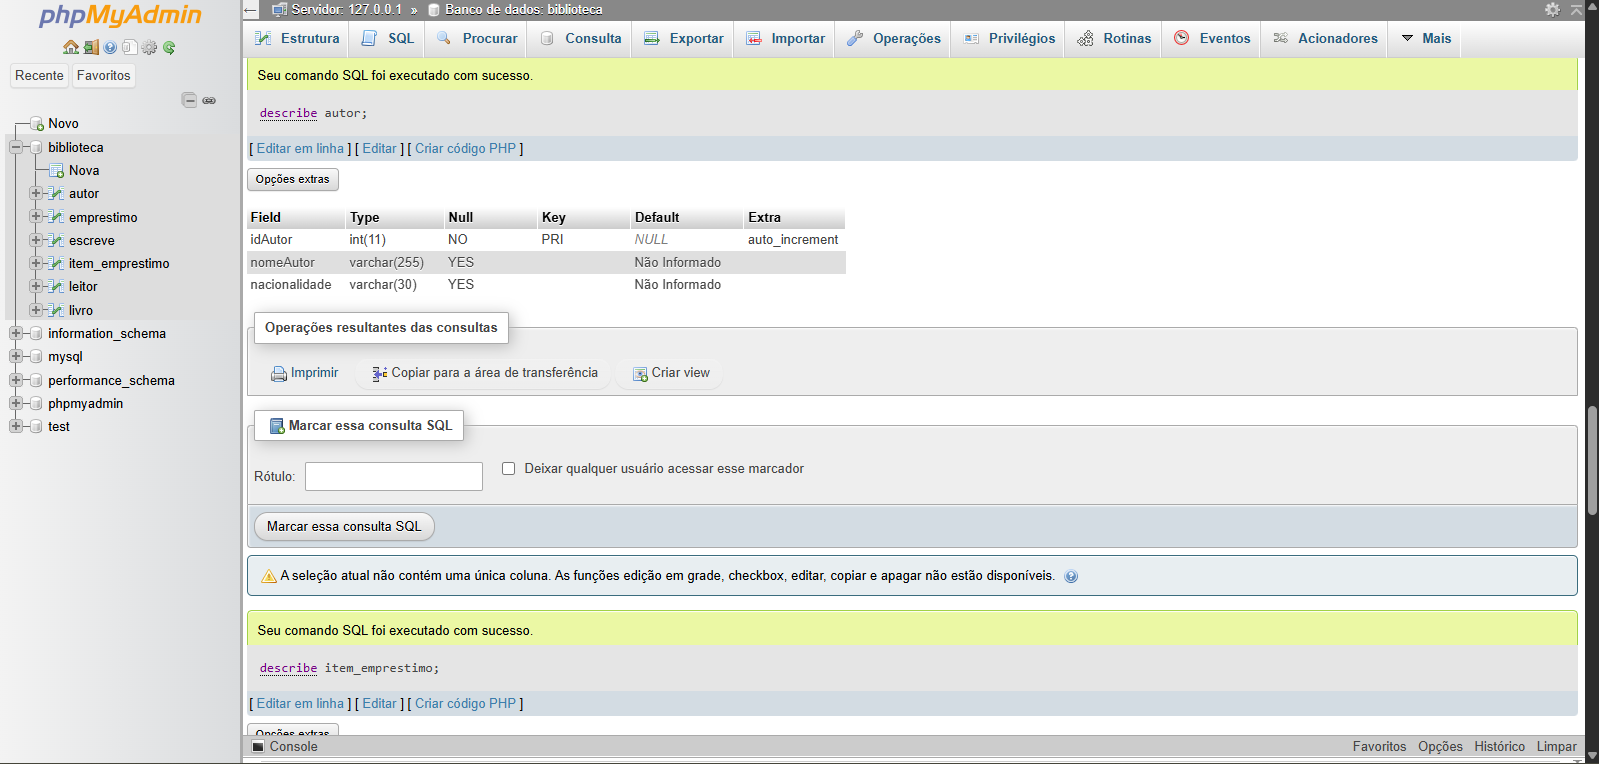 phpMyAdmin
Recente Favoritos
Novo
biblioteca
Nova
autor
emprestimo
escreve
item_emprestimo
leitor
livro
information_schema
mysql
performance_schema
phpmyadmin
test
Servidor: 127.0.0.1 » Banco de dados: biblioteca
Estrutura SQL Procurar Consulta Exportar Importar Operações Privilégios Rotinas Eventos Acionadores Mais
Seu comando SQL foi executado com sucesso.
describe autor;
[ Editar em linha ] [ Editar ] [ Criar código PHP ]
Opções extras
Field Type Null Key Default Extra
idAutor int(11) NO PRI NULL auto_increment
nomeAutor varchar(255) YES Não Informado
nacionalidade varchar(30) YES Não Informado
Operações resultantes das consultas
Imprimir Copiar para a área de transferência Criar view
Marcar essa consulta SQL
Rótulo: Deixar qualquer usuário acessar esse marcador
Marcar essa consulta SQL
A seleção atual não contém uma única coluna. As funções edição em grade, checkbox, editar, copiar e apagar não estão disponíveis.
Seu comando SQL foi executado com sucesso.
describe item_emprestimo;
[ Editar em linha ] [ Editar ] [ Criar código PHP ]
Opções extras
Console Favoritos Opções Histórico Limpar